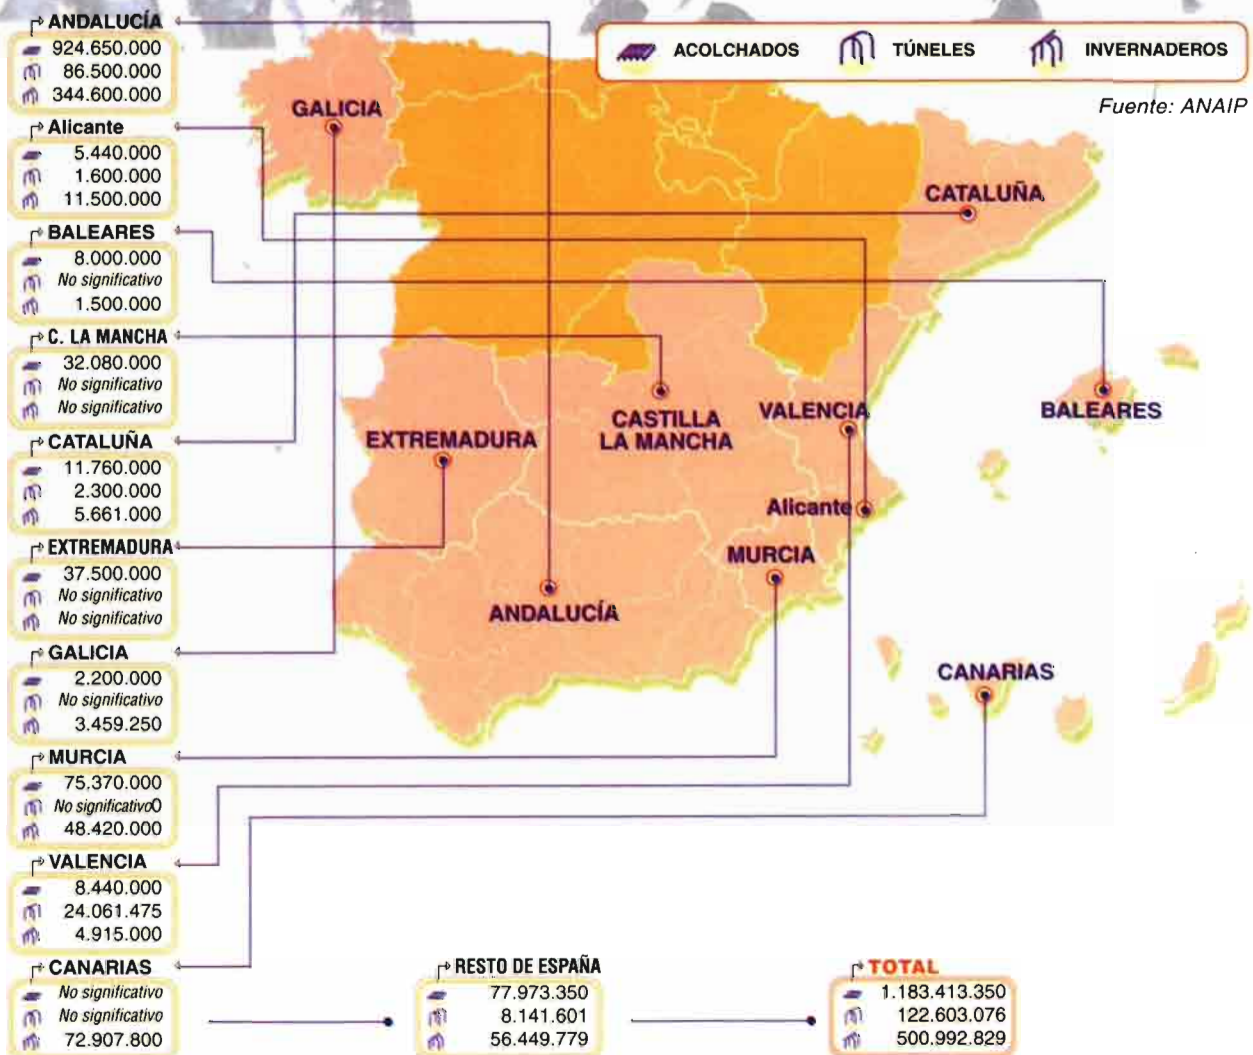 ANDALUCÍA
924.650.000
86.500.000
344.600.000
Alicante
5.440.000
1.600.000
11.500.000
BALEARES
8.000.000
No significativo
1.500.000
C. LA MANCHA
32.080.000
No significativo
No significativo
CATALUÑA
11.760.000
2.300.000
5.661.000
EXTREMADURA
37.500.000
No significativo
No significativo
GALICIA
2.200.000
No significativo
3.459.250
MURCIA
75.370.000
No significativo0
48.420.000
VALENCIA
8.440.000
24.061.475
4.915.000
CANARIAS
No significativo
No significativo
72.907.800
RESTO DE ESPAÑA
77.973.350
8.141.601
56.449.779
TOTAL
1.183.413.350
122.603.076
500.992.829
ACOLCHADOS
TÚNELES
INVERNADEROS
Fuente: ANAIP
GALICIA
CATALUÑA
CASTILLA
LA MANCHA
VALENCIA
BALEARES
EXTREMADURA
Alicante
MURCIA
ANDALUCÍA
CANARIAS